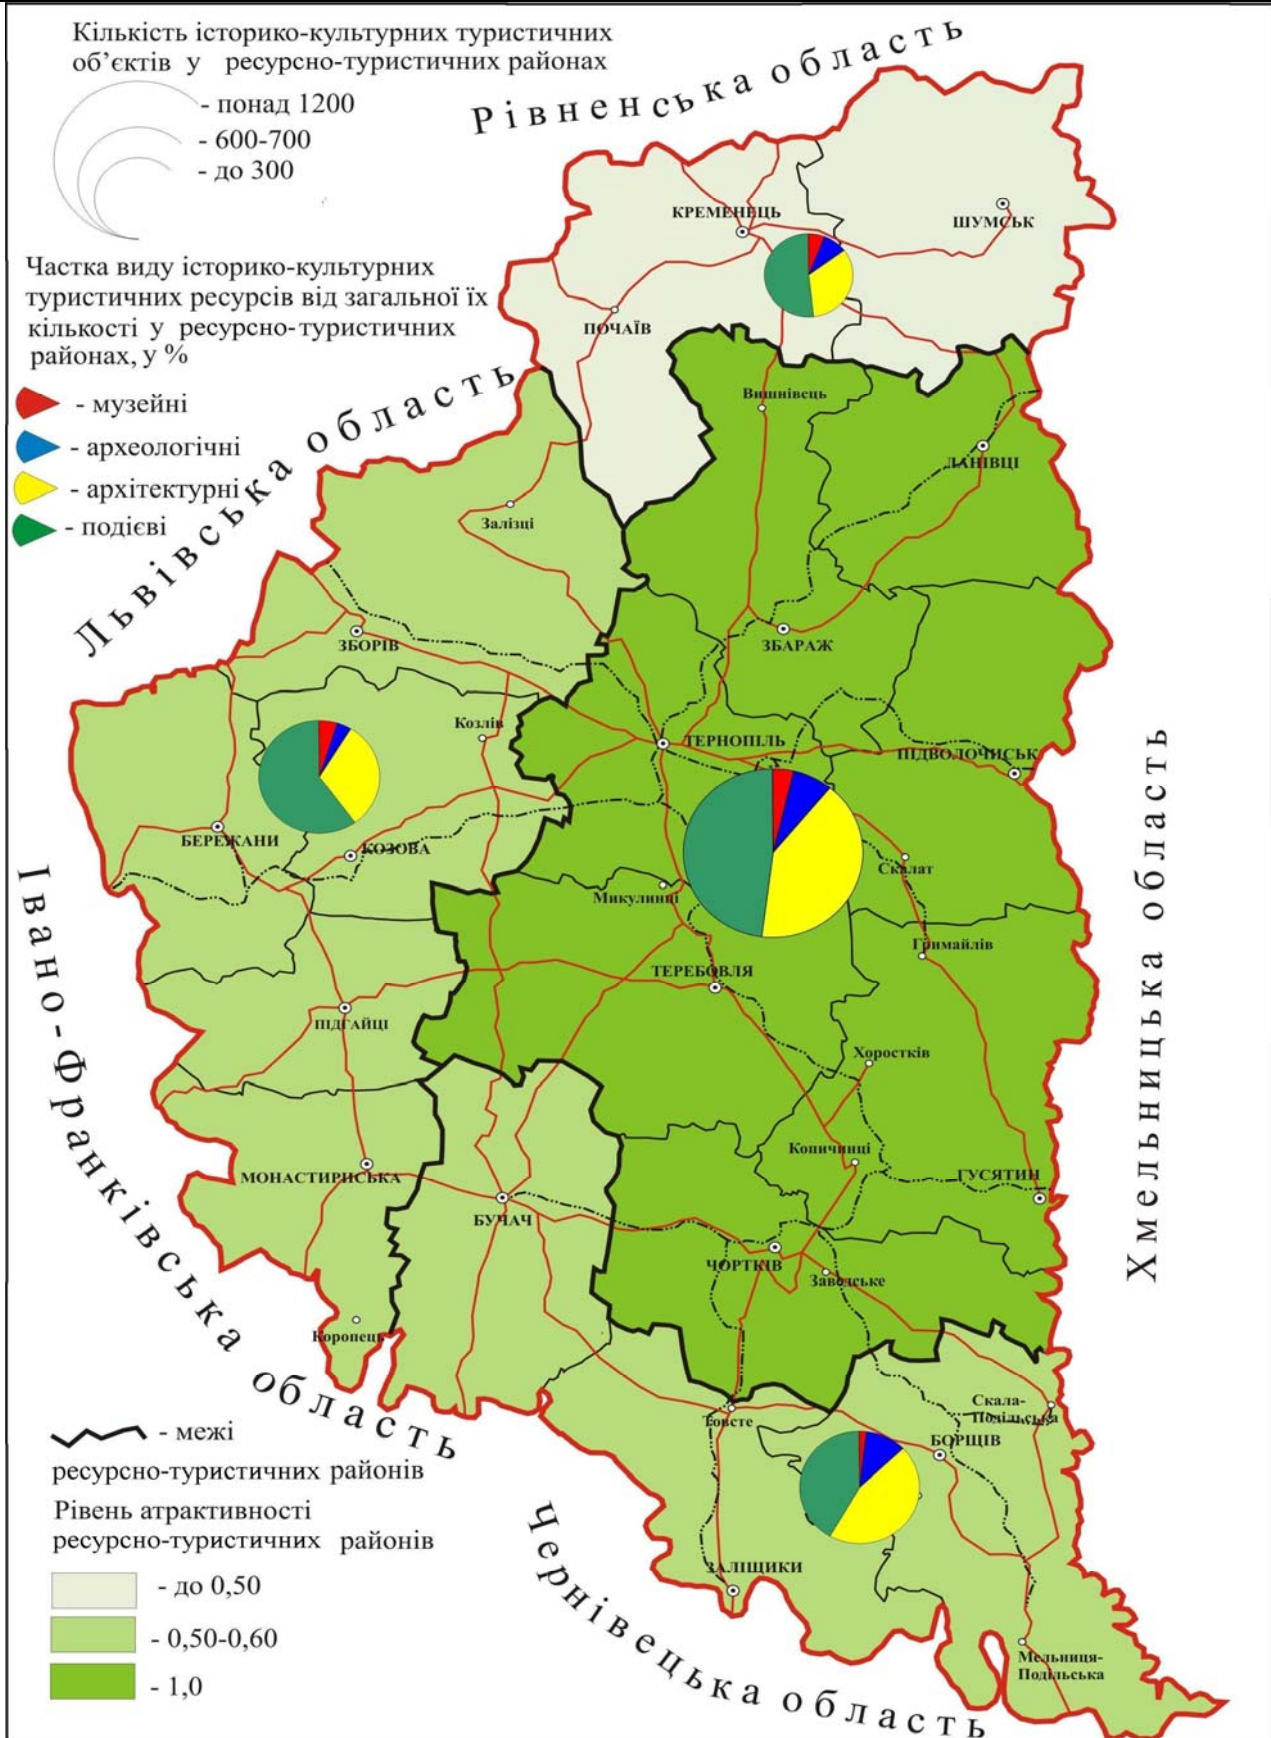 Кількість історико-культурних туристичних
об’єктів у ресурсно-туристичних районах
- понад 1200
- 600-700
- до 300
Частка виду історико-культурних
туристичних ресурсів від загальної їх
кількості у ресурсно-туристичних
районах, у %
- музейні
- археологічні
- архітектурні
- подієві
Рівненська область
Львівська область
Івано-Франківська область
Чернівецька область
Хмельницька область
КРЕМЕНЕЦЬ
ШУМСЬК
ПОЧАЇВ
Вишнівець
ЛАНІВЦІ
Залізці
ЗБОРІВ
ЗБАРАЖ
Козлів
ТЕРНОПІЛЬ
ПІДВОЛОЧИСЬК
БЕРЕЖАНИ
КОЗОВА
Скалат
Микулинці
Гримайлів
ТЕРЕБОВЛЯ
ПІДГАЙЦІ
Хоростків
Копичинці
МОНАСТИРИСЬКА
ГУСЯТИН
БУЧАЧ
ЧОРТКІВ
Заводське
Коропець
Товсте
Скала-
Подільська
БОРЩІВ
ЗАЛІЩИКИ
Мельниця-
Подільська
- межі
ресурсно-туристичних районів
Рівень атрактивності
ресурсно-туристичних районів
- до 0,50
- 0,50-0,60
- 1,0